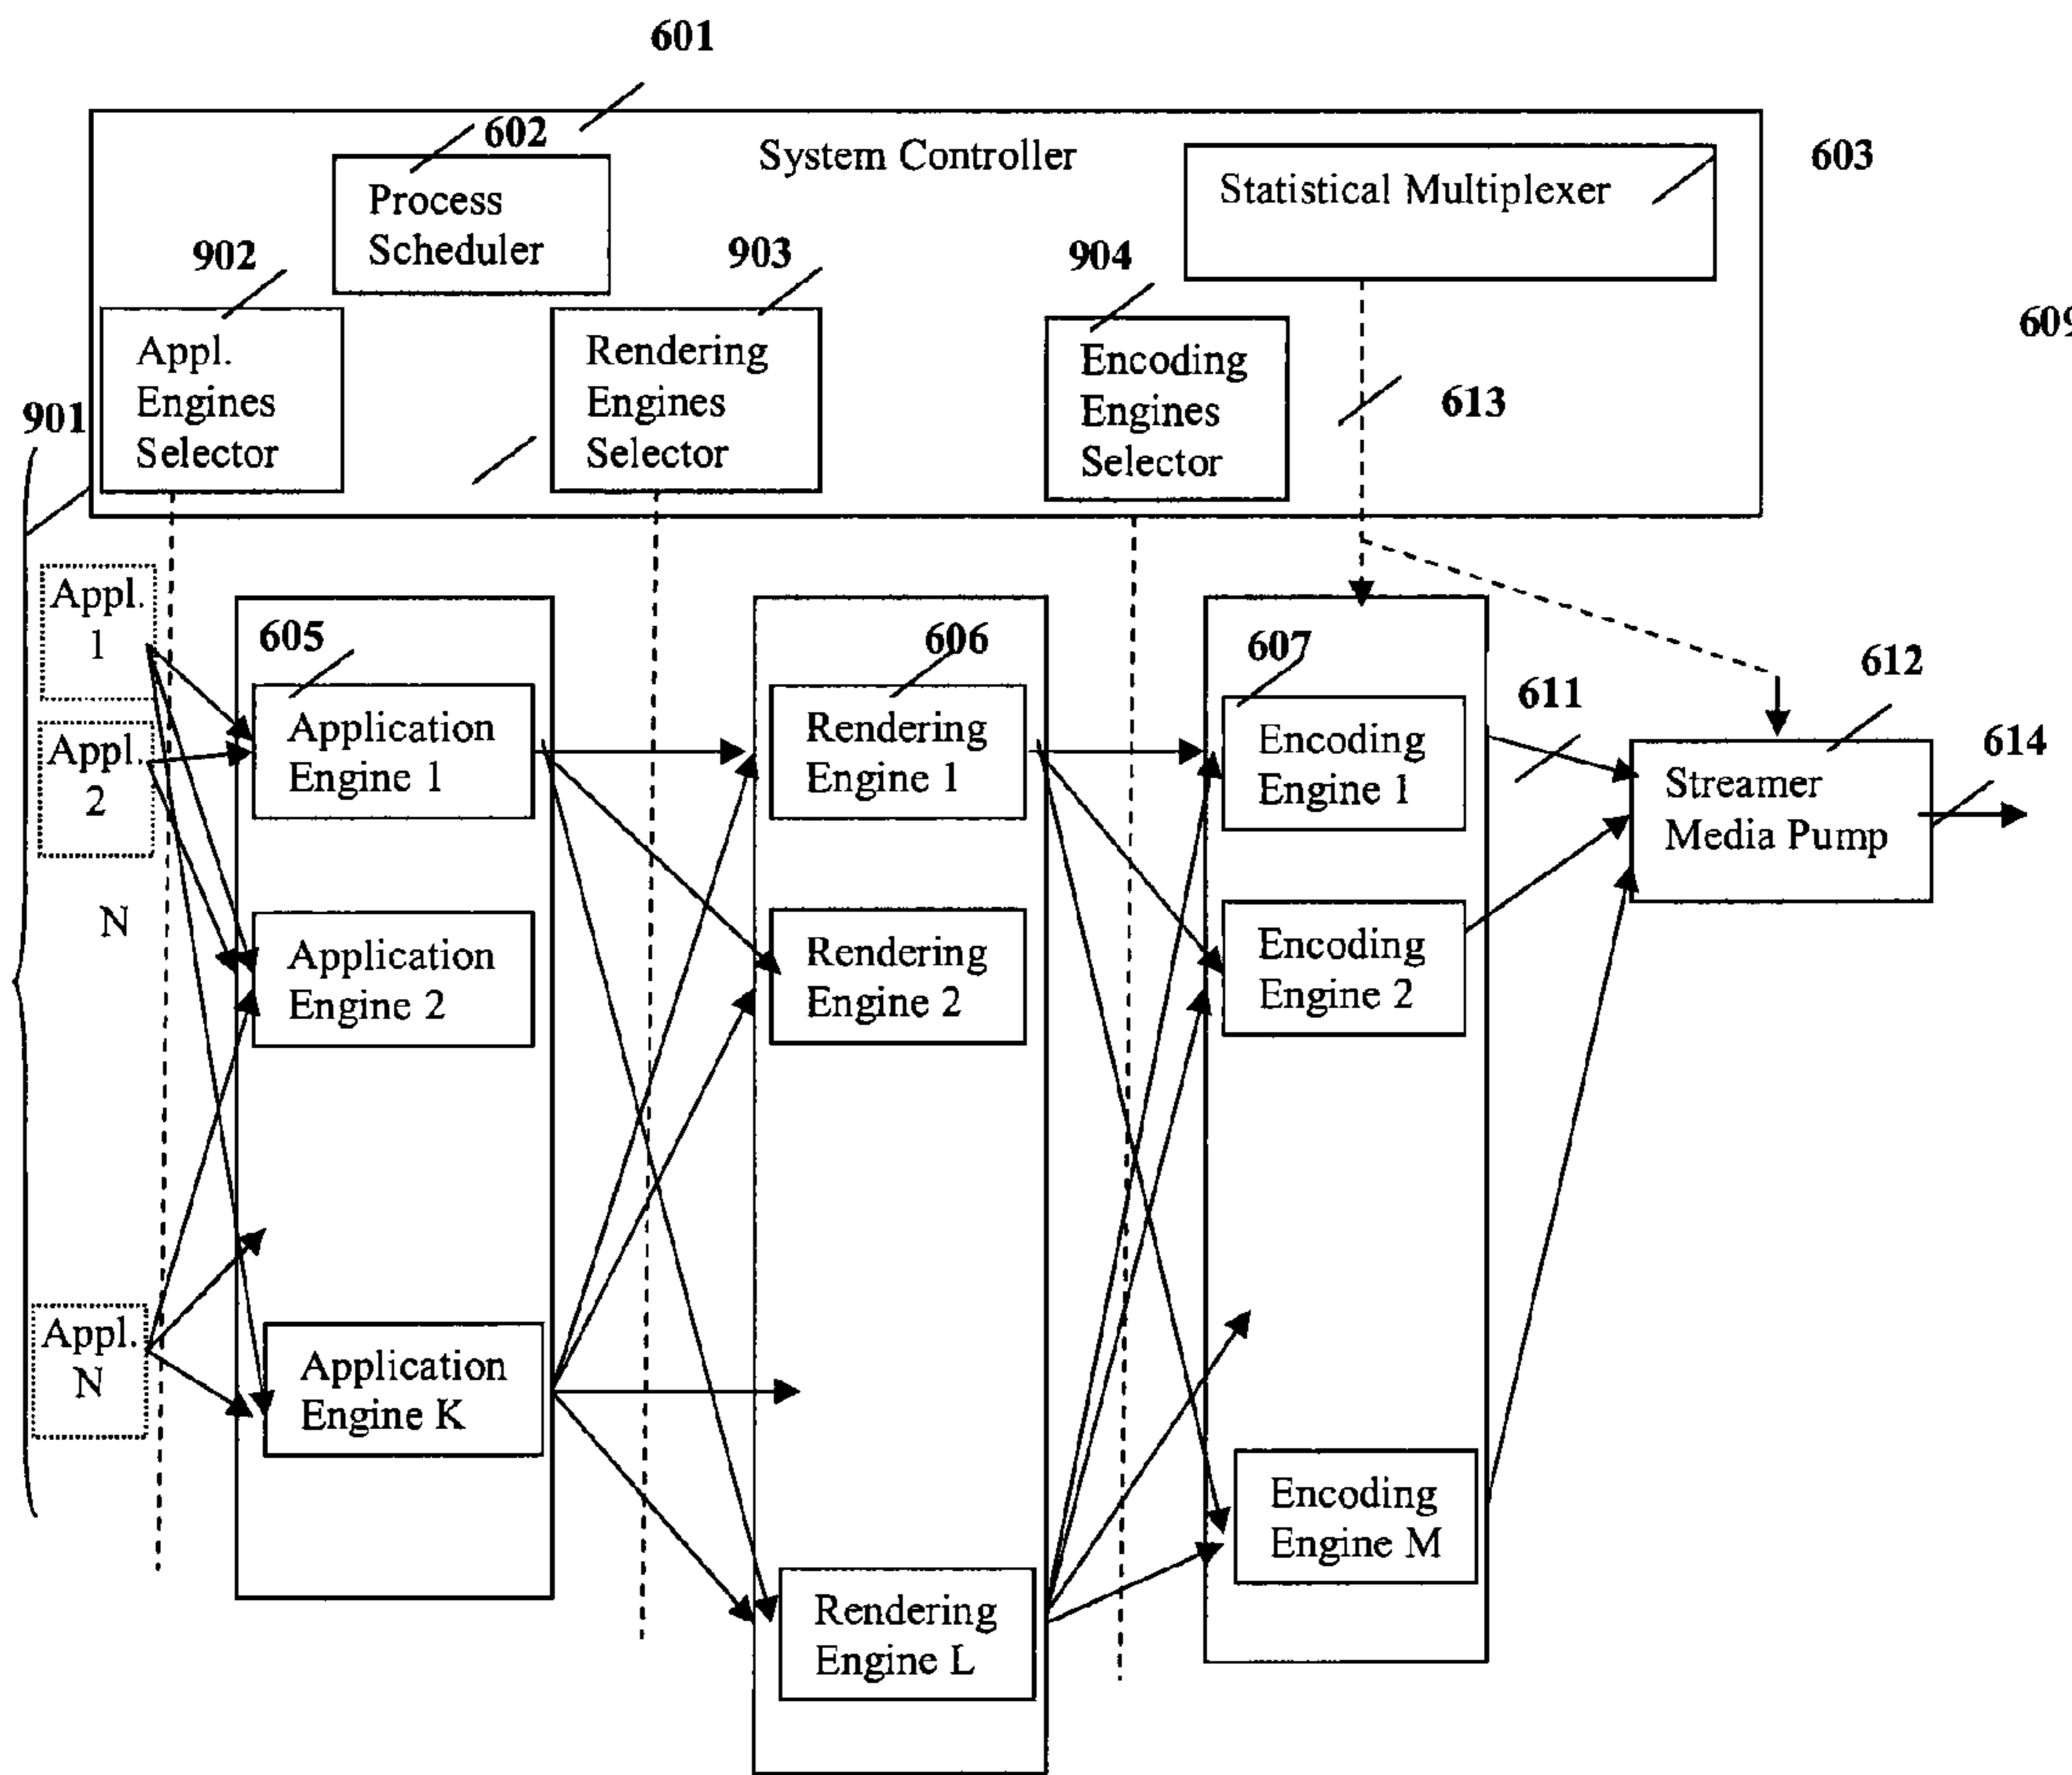 601
602
System Controller
603
Statistical Multiplexer
Process
Scheduler
902
903
904
609
Appl.
Engines
Selector
Rendering
Engines
Selector
Encoding
Engines
Selector
613
901
Appl.
1
605
606
607
611
612
614
Appl.
2
Application
Engine 1
Rendering
Engine 1
Encoding
Engine 1
Streamer
Media Pump
N
Application
Engine 2
Rendering
Engine 2
Encoding
Engine 2
Appl.
N
Application
Engine K
Encoding
Engine M
Rendering
Engine L